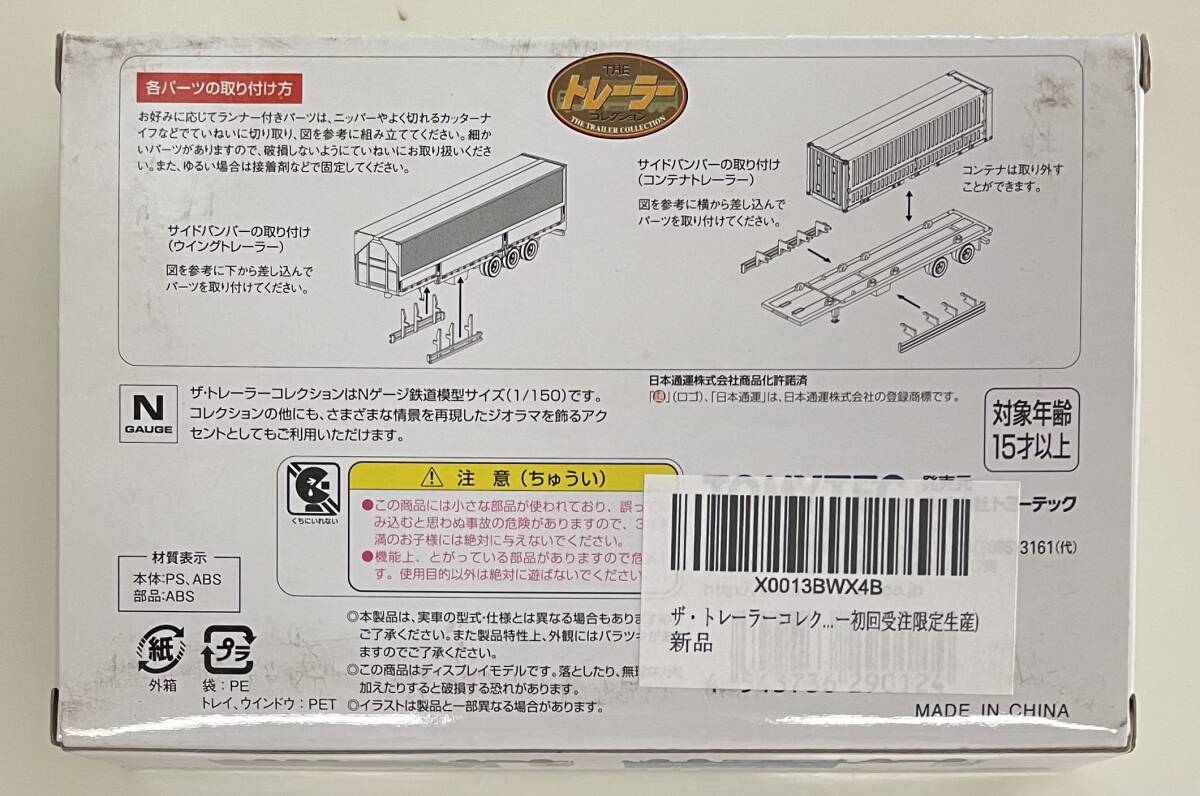 THE
トレーラー
コレクション
THE TRAILER COLLECTION
各パーツの取り付け方
お好みに応じてランナー付きパーツは、ニッパーやよく切れるカッターナ
イフなどでていねいに切り取り、図を参考に組み立ててください。細か
いパーツがありますので、破損しないようにていねいにお取り扱いくださ
い。また、ゆるい場合は接着剤などで固定してください。
サイドバンパーの取り付け
(ウイングトレーラー)
図を参考に下から差し込んで
パーツを取り付けてください。
サイドバンパーの取り付け
(コンテナトレーラー)
図を参考に横から差し込んで
パーツを取り付けてください。
コンテナは取り外す
ことができます。
N
GAUGE
ザ・トレーラーコレクションはNゲージ鉄道模型サイズ(1/150)です。
コレクションの他にも、さまざまな情景を再現したジオラマを飾るアク
セントとしてもご利用いただけます。
日本通運株式会社商品化許諾済
「」(ロゴ)、「日本通運」は、日本通運株式会社の登録商標です。
対象年齢
15才以上
くちにいれない
⚠ 注 意(ちゅうい)
●この商品には小さな部品が使われており、誤っ
み込むと思わぬ事故の危険がありますので、3
満のお子様には絶対に与えないでください。
●機能上、とがっている部品がありますので危
す。使用目的以外は絶対に遊ばないでください
TOMYTEC 発売元
ーテック
3161(代)
材質表示
本体:PS、ABS
部品:ABS
紙
外箱
プラ
袋:PE
トレイ、ウインドウ:PET
◎本製品は、実車の型式・仕様とは異なる場合もありま
ご了承ください。また製品特性上、外観にはバラツキ
ますのでご了承ください。
◎この商品はディスプレイモデルです。落としたり、無理
加えたりすると破損する恐れがあります。
◎イラストは製品と一部異なる場合があります。
X0013BWX4B
ザ・トレーラーコレク...ー初回受注限定生産)
新品
4 543736 290124
MADE IN CHINA